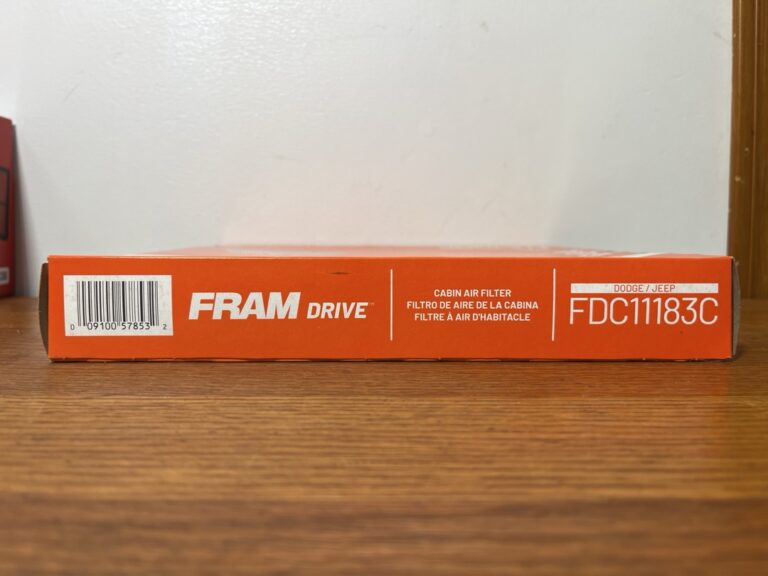 0 09100 57853 2
FRAM DRIVE™
CABIN AIR FILTER
FILTRO DE AIRE DE LA CABINA
FILTRE À AIR D'HABITACLE
DODGE / JEEP
FDC11183C